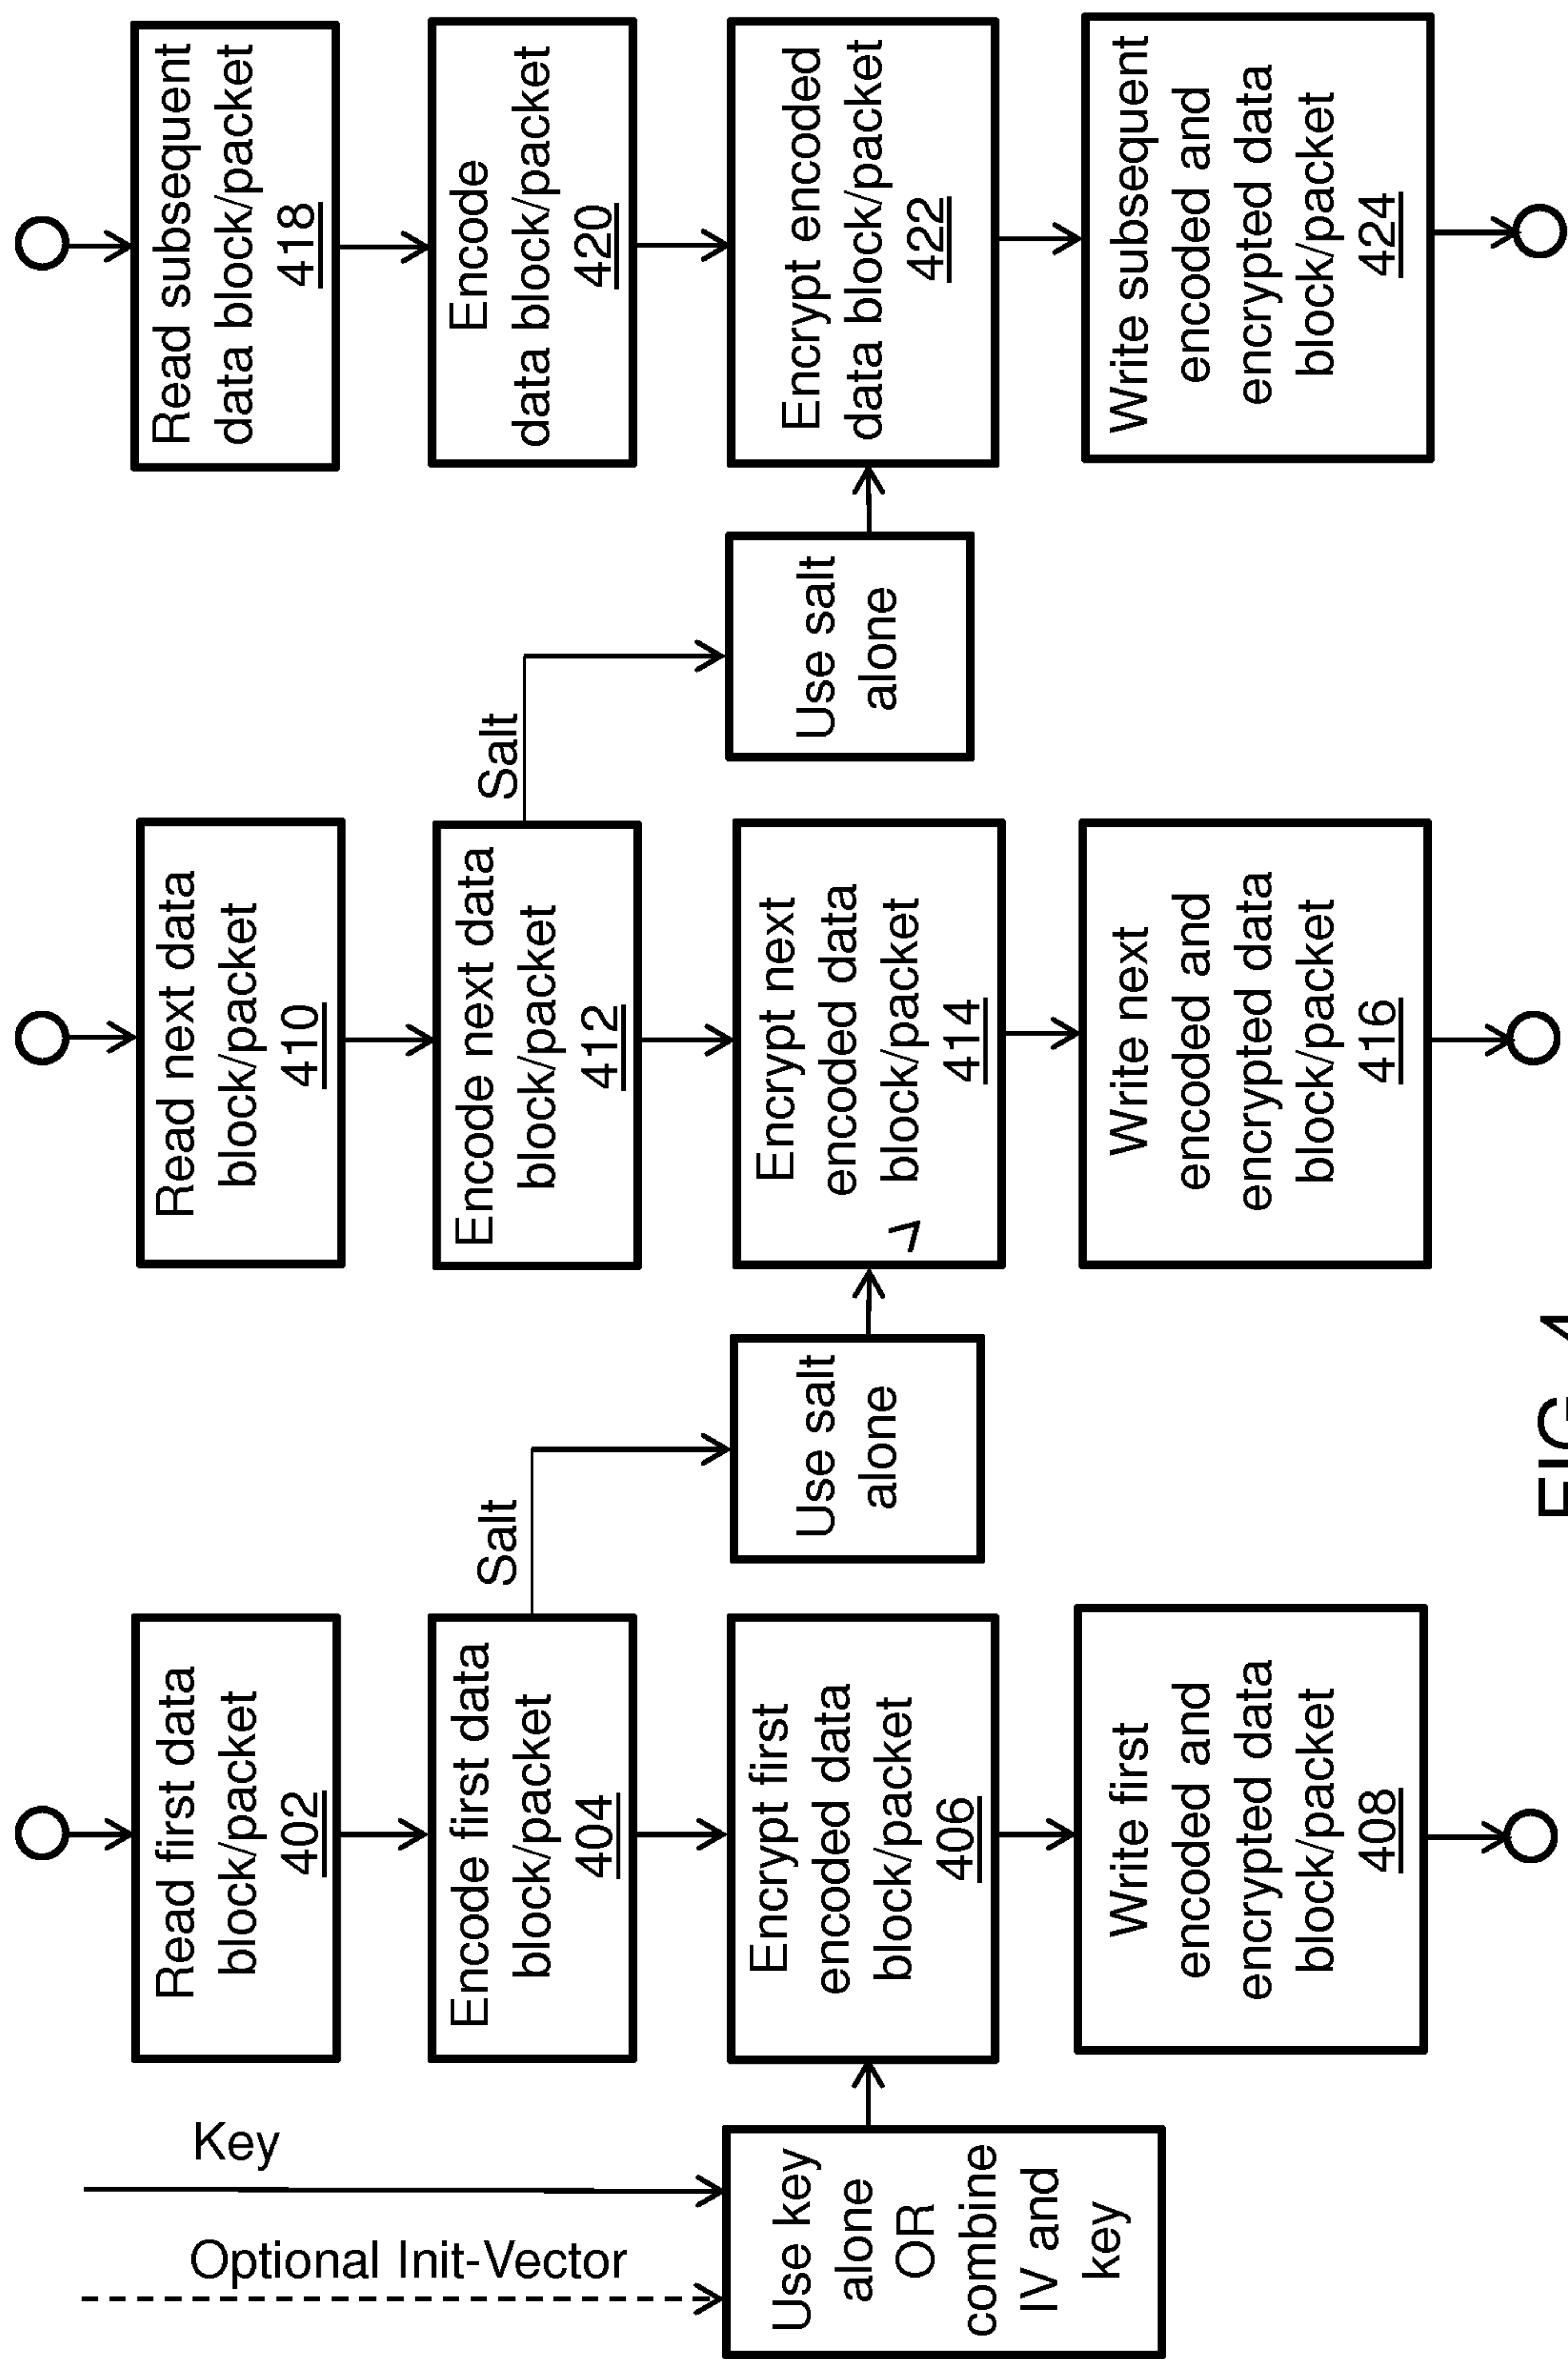 Key
Optional Init-Vector
Use key
alone
OR
combine
IV and
key
Read first data
block/packet
402
Encode first data
block/packet
404
Encrypt first
encoded data
block/packet
406
Write first
encoded and
encrypted data
block/packet
408
Salt
Use salt
alone
Read next data
block/packet
410
Encode next data
block/packet
412
Encrypt next
encoded data
block/packet
414
Write next
encoded and
encrypted data
block/packet
416
Salt
Use salt
alone
Read subsequent
data block/packet
418
Encode
data block/packet
420
Encrypt encoded
data block/packet
422
Write subsequent
encoded and
encrypted data
block/packet
424
FIG 4